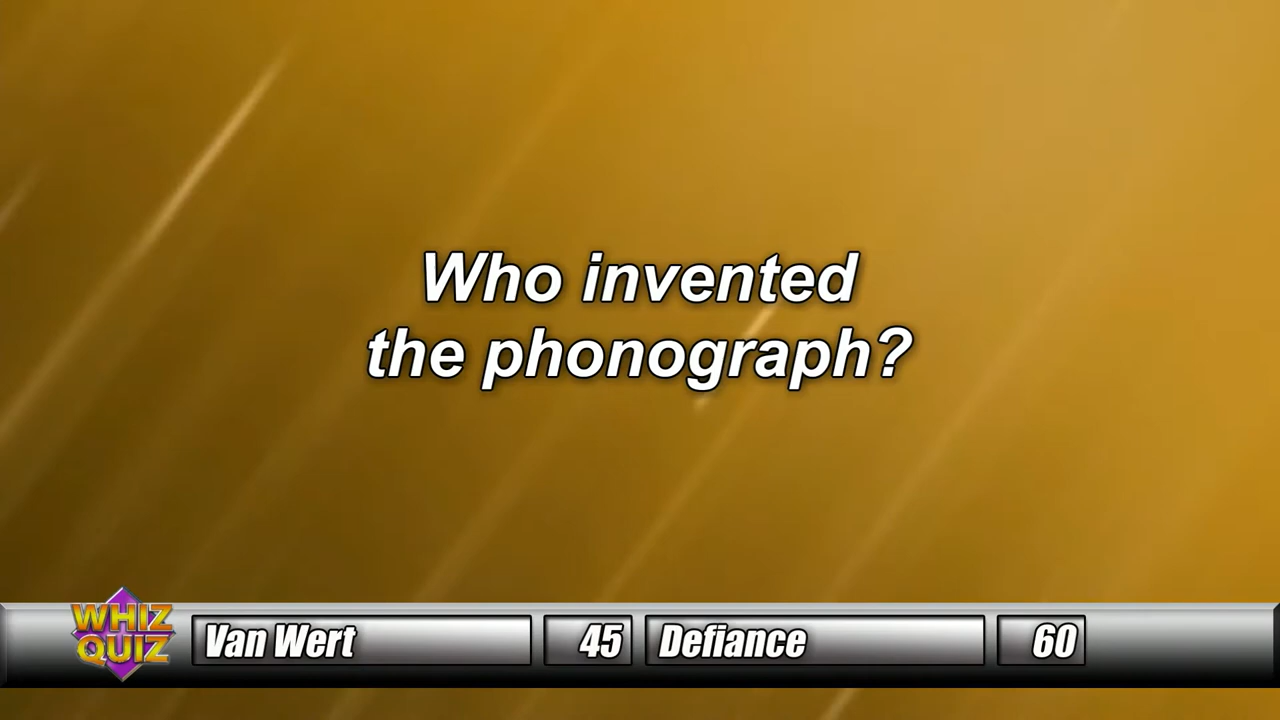 Who invented
the phonograph?
WHIZ
QUIZ
Van Wert 45 Defiance 60